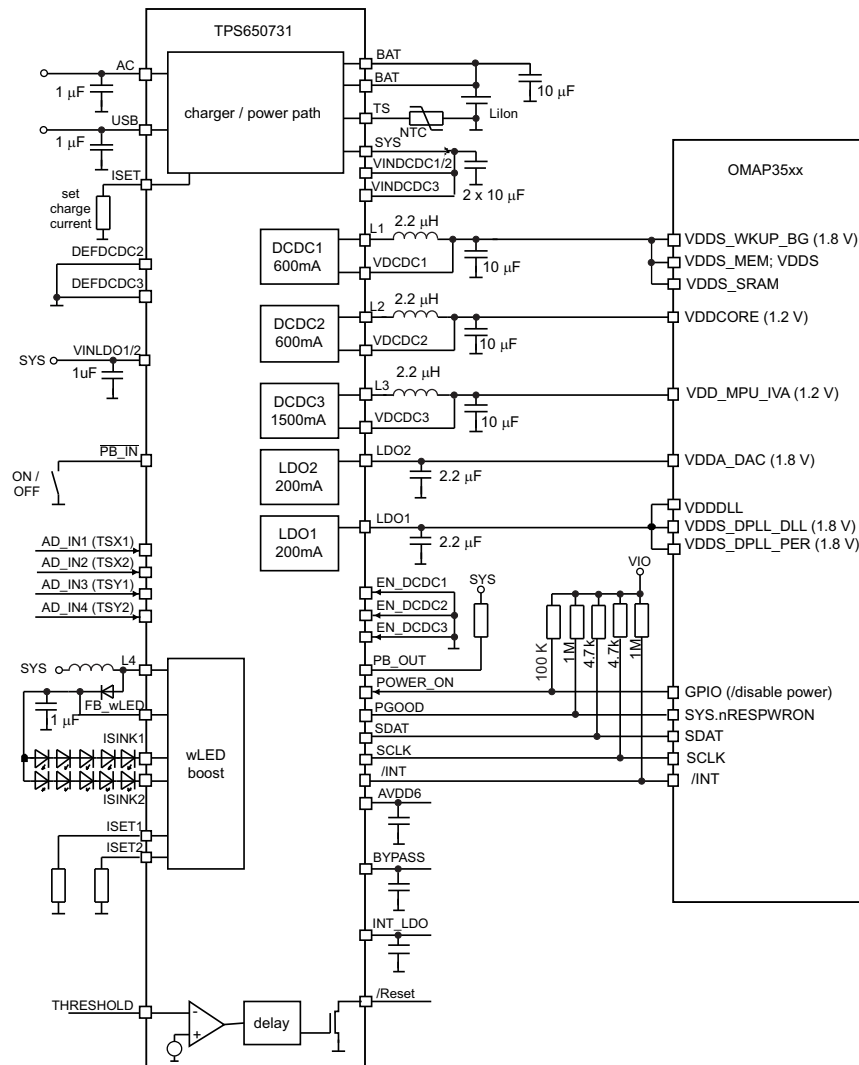 TPS650731
charger / power path
AC
1 μF
USB
1 μF
ISET
set
charge
current
DEFDCDC2
DEFDCDC3
SYS
VINLDO1/2
1uF
PB_IN
ON /
OFF
AD_IN1 (TSX1)
AD_IN2 (TSX2)
AD_IN3 (TSY1)
AD_IN4 (TSY2)
SYS
L4
FB_wLED
1 μF
ISINK1
ISINK2
wLED
boost
ISET1
ISET2
THRESHOLD
-
+
delay
BAT
BAT
10 μF
TS
NTC
LiIon
SYS
VINDCDC1/2
VINDCDC3
2 x 10 μF
DCDC1
600mA
L1
2.2 μH
VDCDC1
10 μF
DCDC2
600mA
L2
2.2 μH
VDCDC2
10 μF
DCDC3
1500mA
L3
2.2 μH
VDCDC3
10 μF
LDO2
200mA
LDO2
2.2 μF
LDO1
200mA
LDO1
2.2 μF
EN_DCDC1
EN_DCDC2
EN_DCDC3
SYS
PB_OUT
POWER_ON
PGOOD
SDAT
SCLK
/INT
AVDD6
BYPASS
INT_LDO
/Reset
VIO
100 K
1M
4.7k
4.7k
1M
OMAP35xx
VDDS_WKUP_BG (1.8 V)
VDDS_MEM; VDDS
VDDS_SRAM
VDDCORE (1.2 V)
VDD_MPU_IVA (1.2 V)
VDDA_DAC (1.8 V)
VDDDLL
VDDS_DPLL_DLL (1.8 V)
VDDS_DPLL_PER (1.8 V)
GPIO (/disable power)
SYS.nRESPWRON
SDAT
SCLK
/INT